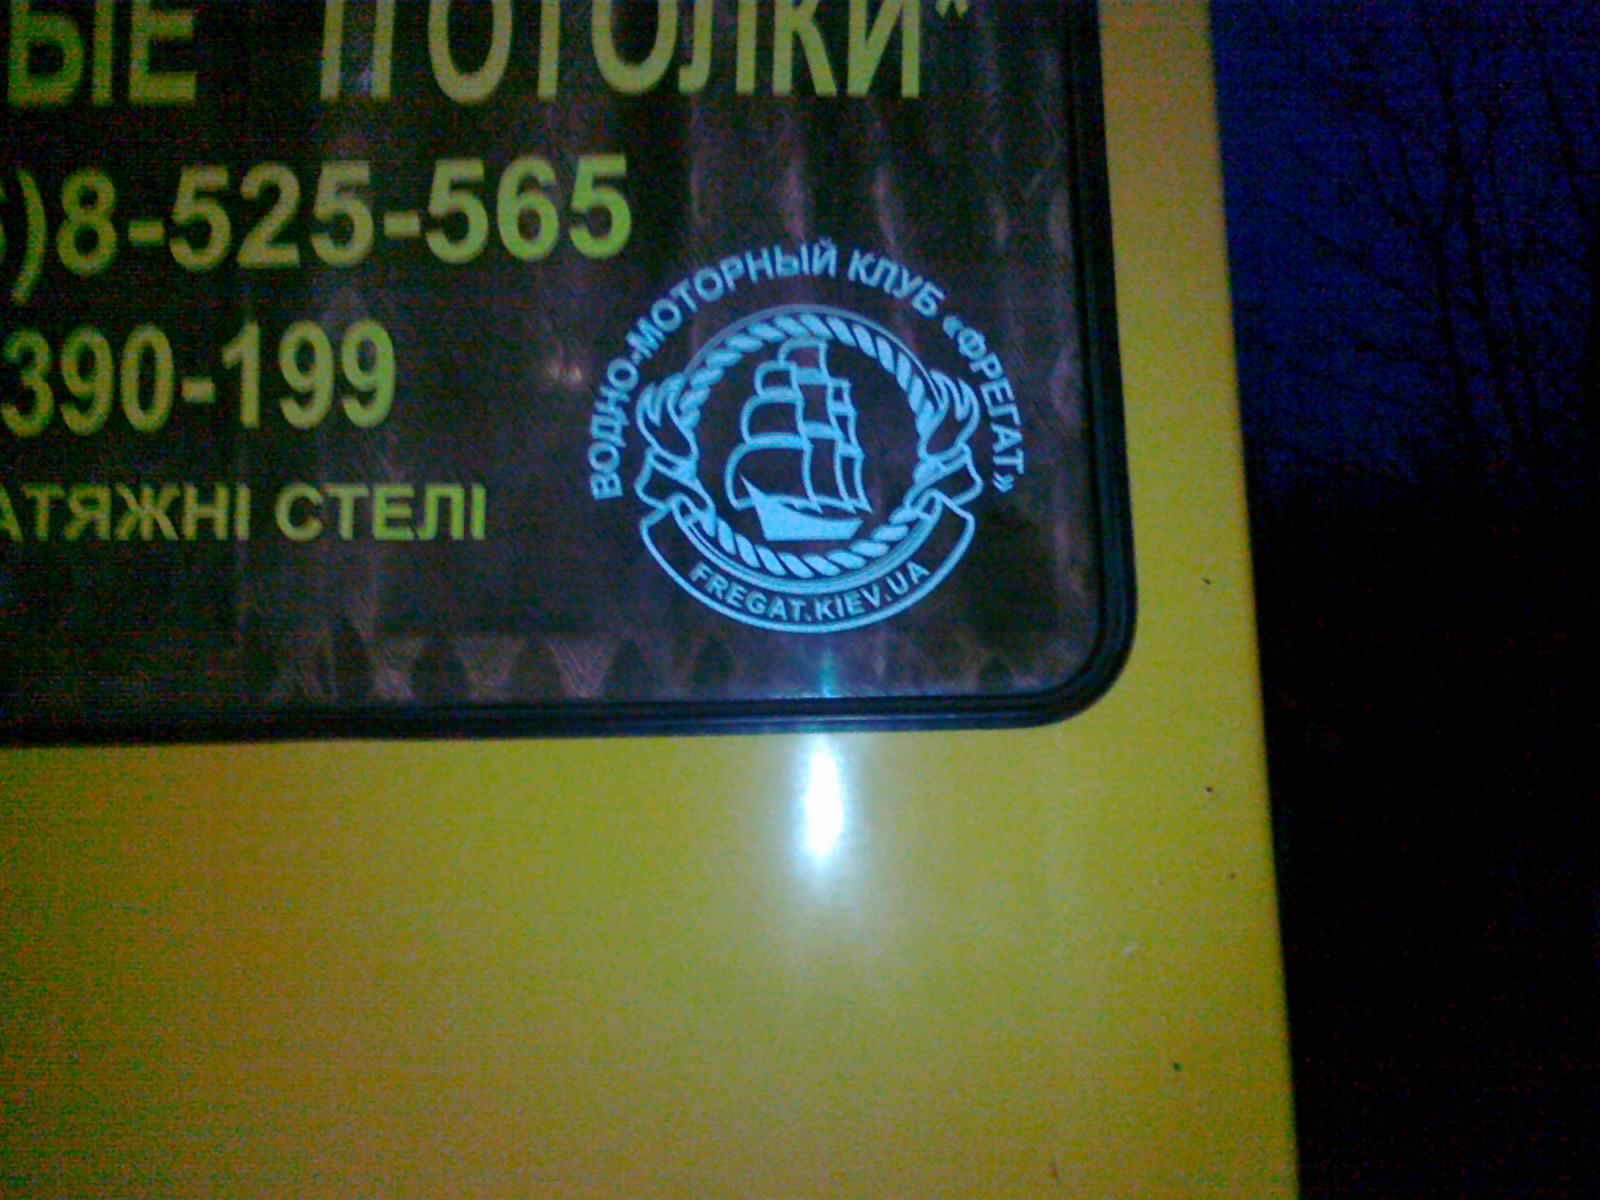 ЫЕ ПОТОЛКИ"
)8-525-565
390-199
АТЯЖНІ СТЕЛІ
ВОДНО-МОТОРНЫЙ КЛУБ «ФРЕГАТ»
FREGAT.KIEV.UA